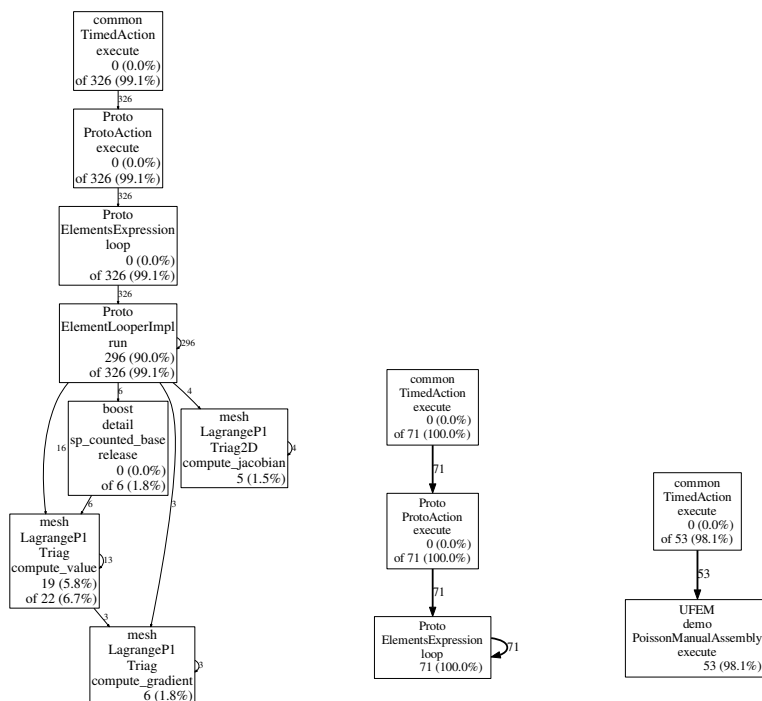 common
TimedAction
execute
0 (0.0%)
of 326 (99.1%)
326
Proto
ProtoAction
execute
0 (0.0%)
of 326 (99.1%)
326
Proto
ElementsExpression
loop
0 (0.0%)
of 326 (99.1%)
326
Proto
ElementLooperImpl
run
296 (90.0%)
of 326 (99.1%)
296
16
6
3
4
boost
detail
sp_counted_base
release
0 (0.0%)
of 6 (1.8%)
6
mesh
LagrangeP1
Triag2D
compute_jacobian
5 (1.5%)
4
mesh
LagrangeP1
Triag
compute_value
19 (5.8%)
of 22 (6.7%)
13
3
mesh
LagrangeP1
Triag
compute_gradient
6 (1.8%)
3
common
TimedAction
execute
0 (0.0%)
of 71 (100.0%)
71
Proto
ProtoAction
execute
0 (0.0%)
of 71 (100.0%)
71
Proto
ElementsExpression
loop
71 (100.0%)
71
common
TimedAction
execute
0 (0.0%)
of 53 (98.1%)
53
UFEM
demo
PoissonManualAssembly
execute
53 (98.1%)